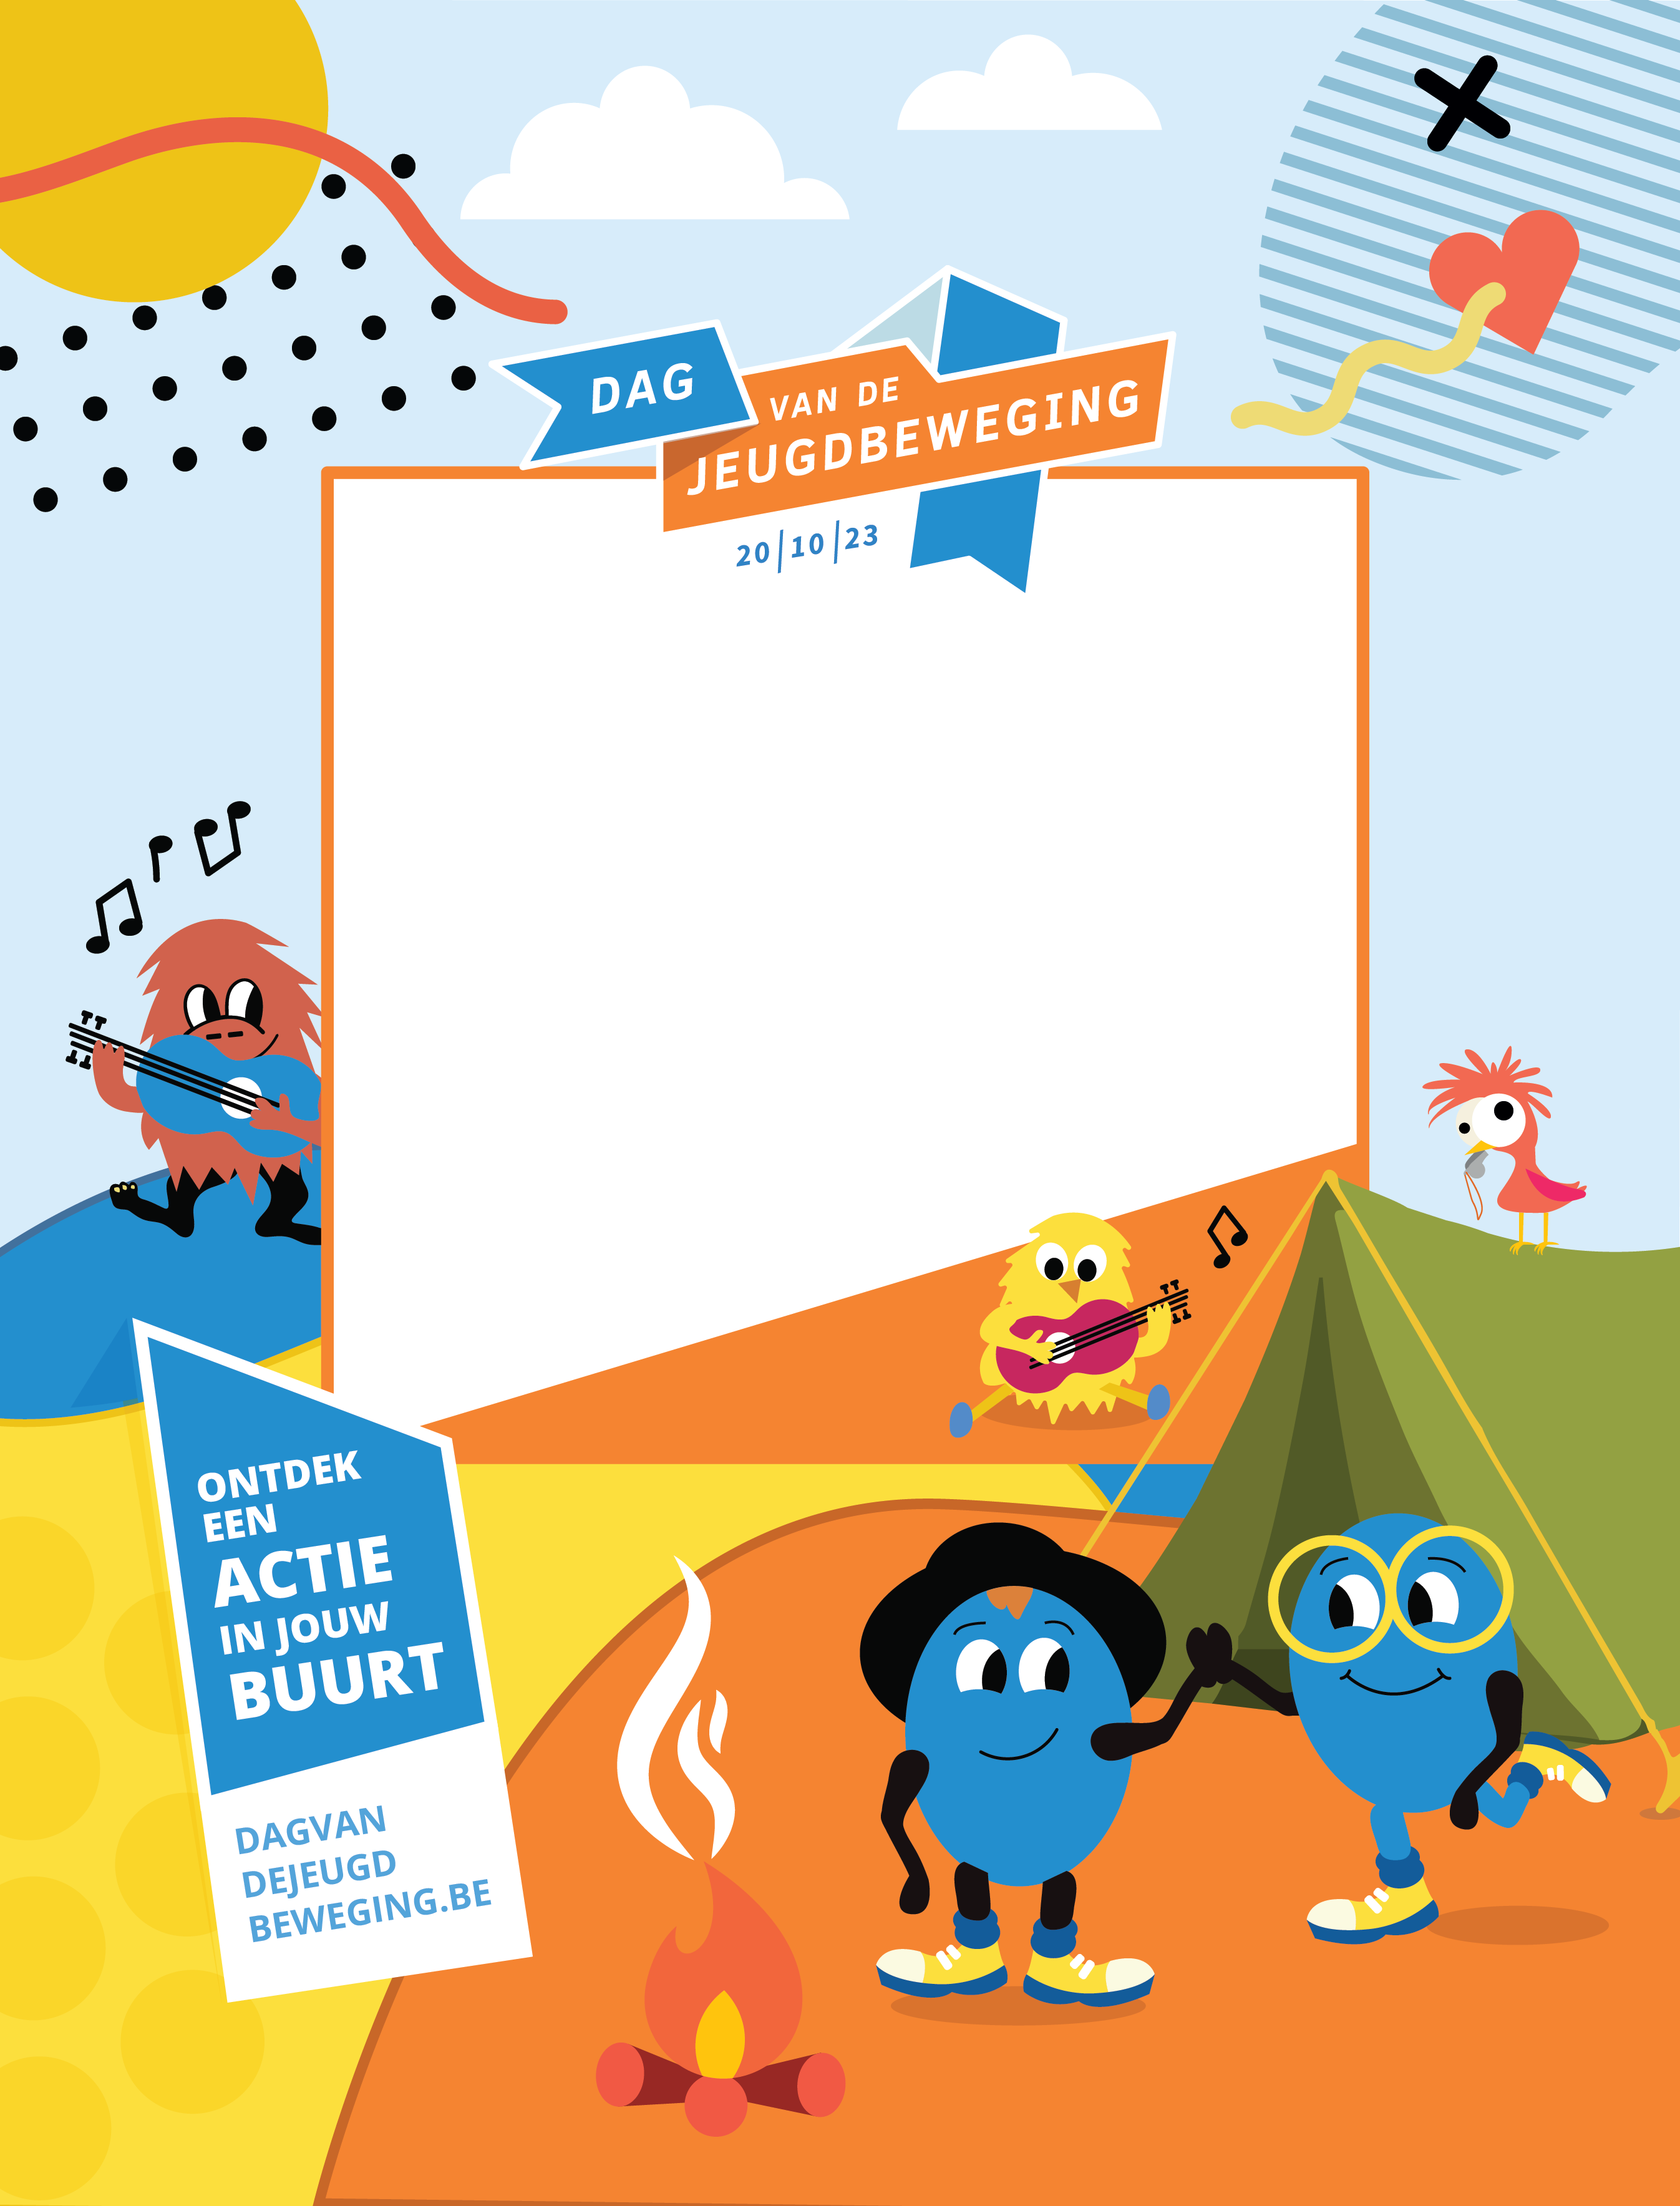 DAG
VAN DE
JEUGDBEWEGING
20|10|23
ONTDEK
EEN
ACTIE
IN JOUW
BUURT
DAGVAN
DEJEUGD
BEWEGING.BE